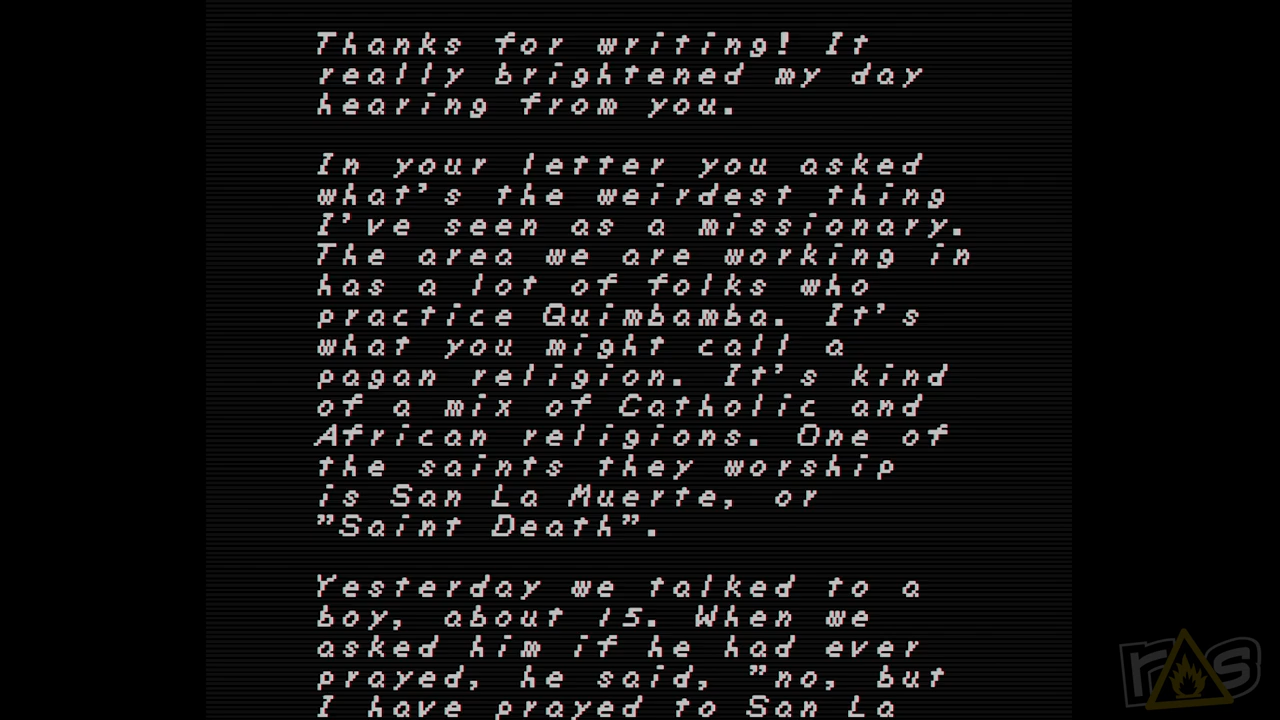 Thanks for writing! It
really brightened my day
hearing from you.
In your letter you asked
what's the weirdest thing
I've seen as a missionary.
The area we are working in
has a lot of folks who
practice Quimbamba. It's
what you might call a
pagan religion. It's kind
of a mix of Catholic and
African religions. One of
the saints they worship
is San La Muerte, or
"Saint Death".
Yesterday we talked to a
boy, about 15. When we
asked him if he had ever
prayed, he said, "no, but
I have prayed to San La
ras